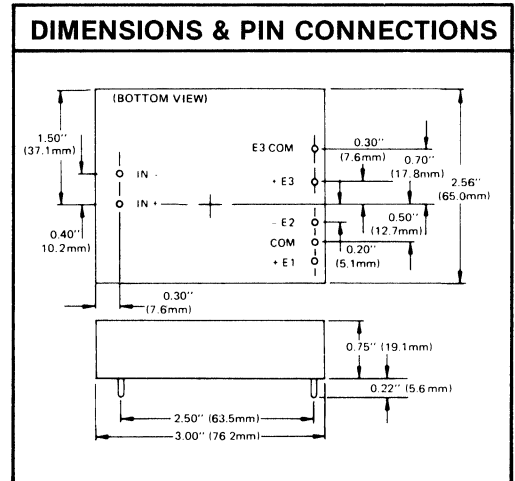 DIMENSIONS & PIN CONNECTIONS
(BOTTOM VIEW)
1.50''
(37.1mm)
E3 COM
0.30''
(7.6mm)
0.70''
(17.8mm)
IN -
+ E3
2.56''
(65.0mm)
IN +
0.40''
10.2mm)
- E2
0.50''
(12.7mm)
COM
0.20''
(5.1mm)
+ E1
0.30''
(7.6mm)
0.75'' (19.1mm)
0.22'' (5.6mm)
2.50'' (63.5mm)
3.00'' (76.2mm)